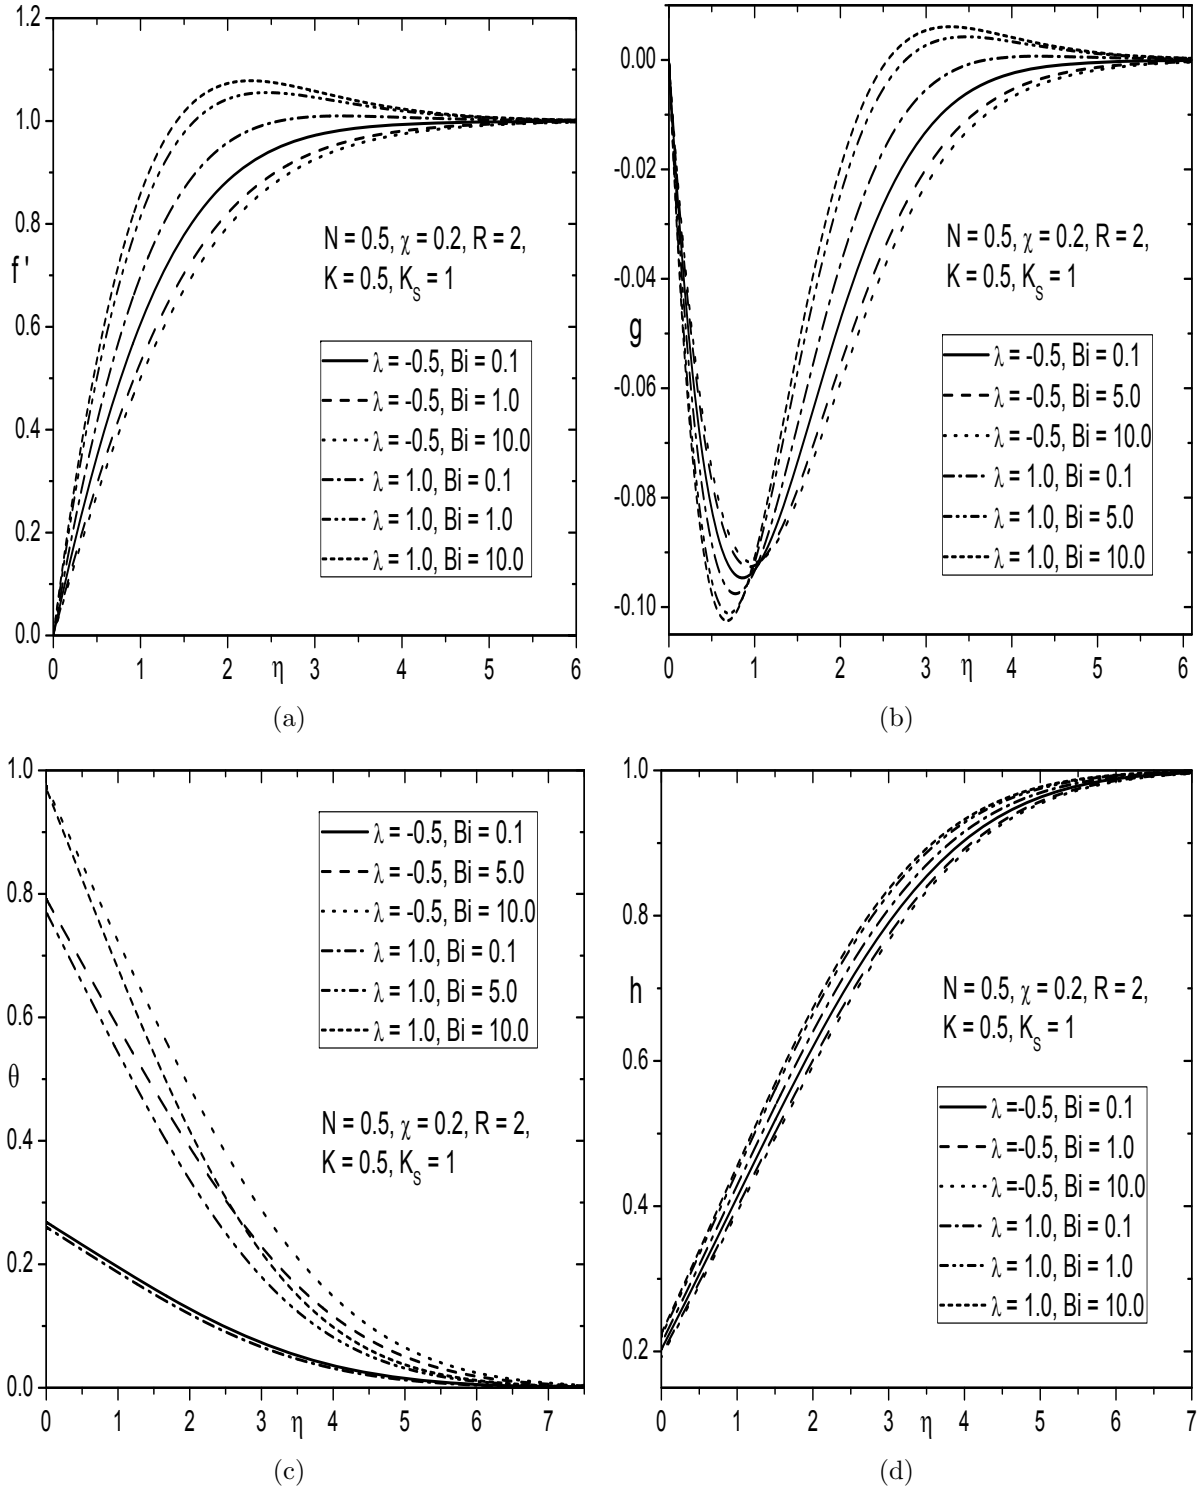 1.2
1.0
0.8
0.6
0.4
0.2
0.0
f'
N = 0.5, χ = 0.2, R = 2,
K = 0.5, Kₛ = 1
λ = -0.5, Bi = 0.1
λ = -0.5, Bi = 1.0
λ = -0.5, Bi = 10.0
λ = 1.0, Bi = 0.1
λ = 1.0, Bi = 1.0
λ = 1.0, Bi = 10.0
0 1 2 η 3 4 5 6
(a)
0.00
-0.02
-0.04
-0.06
-0.08
-0.10
g
N = 0.5, χ = 0.2, R = 2,
K = 0.5, Kₛ = 1
λ = -0.5, Bi = 0.1
λ = -0.5, Bi = 5.0
λ = -0.5, Bi = 10.0
λ = 1.0, Bi = 0.1
λ = 1.0, Bi = 5.0
λ = 1.0, Bi = 10.0
0 1 2 3 η 4 5 6
(b)
1.0
0.8
0.6
0.4
0.2
0.0
θ
λ = -0.5, Bi = 0.1
λ = -0.5, Bi = 5.0
λ = -0.5, Bi = 10.0
λ = 1.0, Bi = 0.1
λ = 1.0, Bi = 5.0
λ = 1.0, Bi = 10.0
N = 0.5, χ = 0.2, R = 2,
K = 0.5, Kₛ = 1
0 1 2 3 η 4 5 6 7
(c)
1.0
0.8
0.6
0.4
0.2
h
N = 0.5, χ = 0.2, R = 2,
K = 0.5, Kₛ = 1
λ =-0.5, Bi = 0.1
λ =-0.5, Bi = 1.0
λ =-0.5, Bi = 10.0
λ = 1.0, Bi = 0.1
λ = 1.0, Bi = 1.0
λ = 1.0, Bi = 10.0
0 1 2 3 η 4 5 6 7
(d)